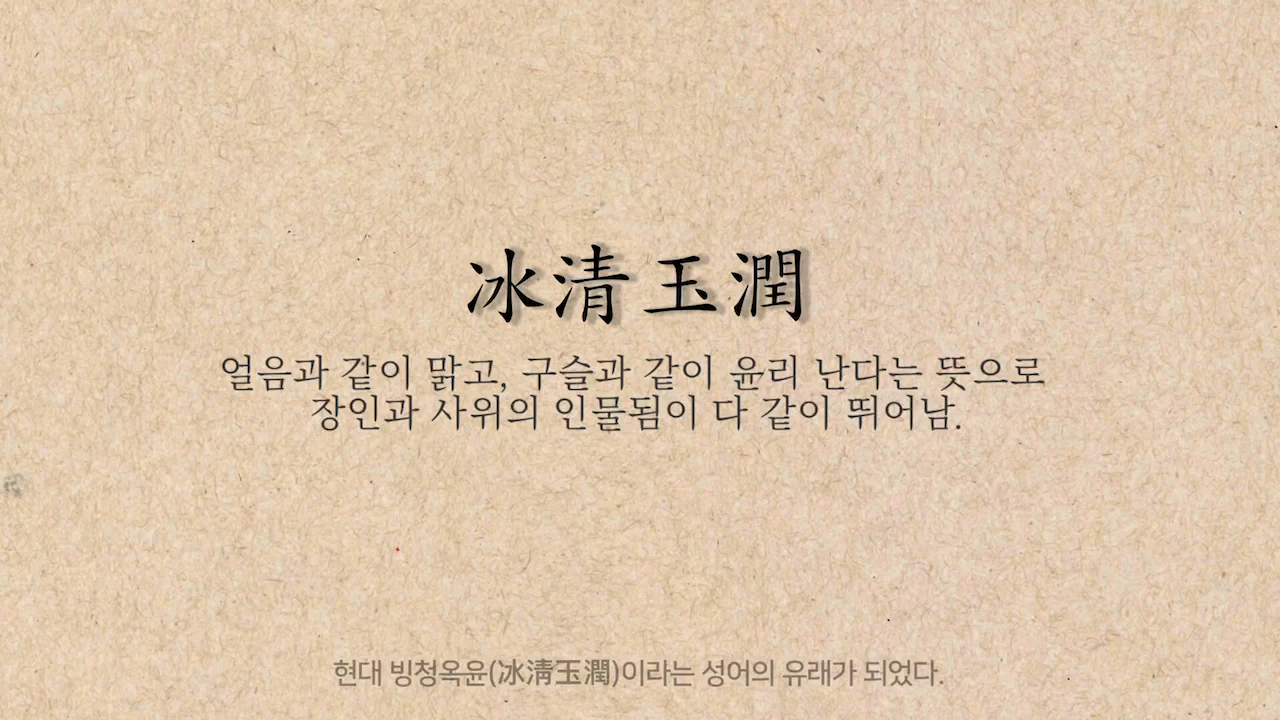 冰清玉潤
얼음과 같이 맑고, 구슬과 같이 윤리 난다는 뜻으로
장인과 사위의 인물됨이 다 같이 뛰어남.
현대 빙청옥윤(冰淸玉潤)이라는 성어의 유래가 되었다.